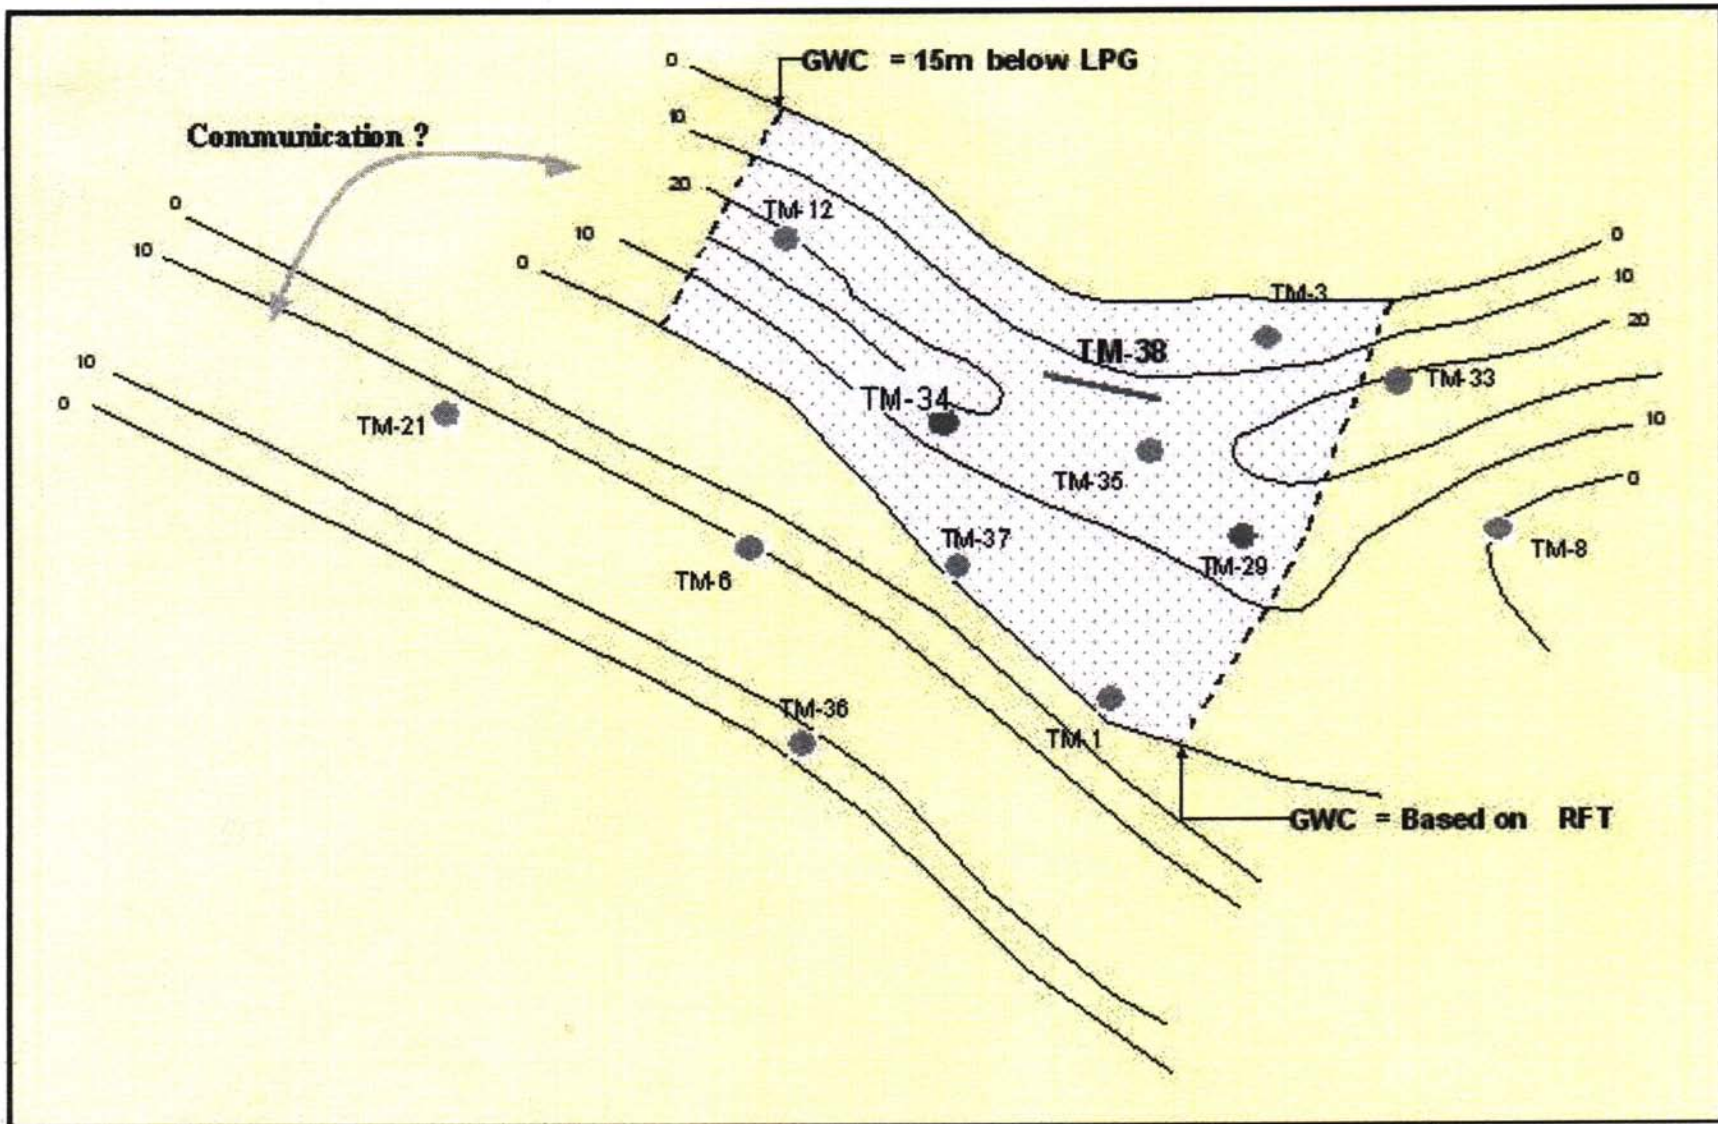 GWC = 15m below LPG
0
10
Communication ?
20
0
TM-12
10
10
0
0
10
TM-3
20
TM-38
10
TM-33
0
TM-34
10
TM-21
TM-35
0
TM-37
TM-8
TM-29
TM-6
TM-36
TM-1
GWC = Based on RFT